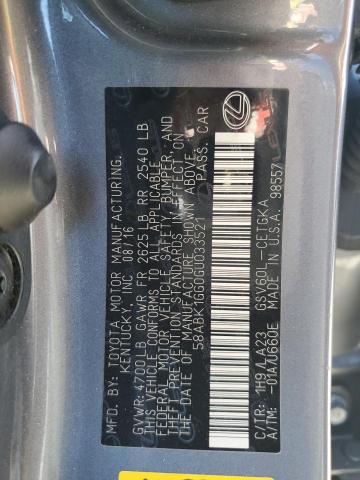 MFD. BY: TOYOTA MOTOR MANUFACTURING,
KENTUCKY, INC. 08/16
GVWR: 4700 LB GAWR: FR 2625 LB RR 2540 LB
THIS VEHICLE CONFORMS TO ALL APPLICABLE
FEDERAL MOTOR VEHICLE SAFETY, BUMPER, AND
THEFT PREVENTION STANDARDS IN EFFECT ON
THE DATE OF MANUFACTURE SHOWN ABOVE.
58ABK1GG0GU033521 PASS. CAR
C/TR: 1H9/LA23 GSV60L-CETGKA
A/TM: -01A/U660E MADE IN U.S.A. 98557